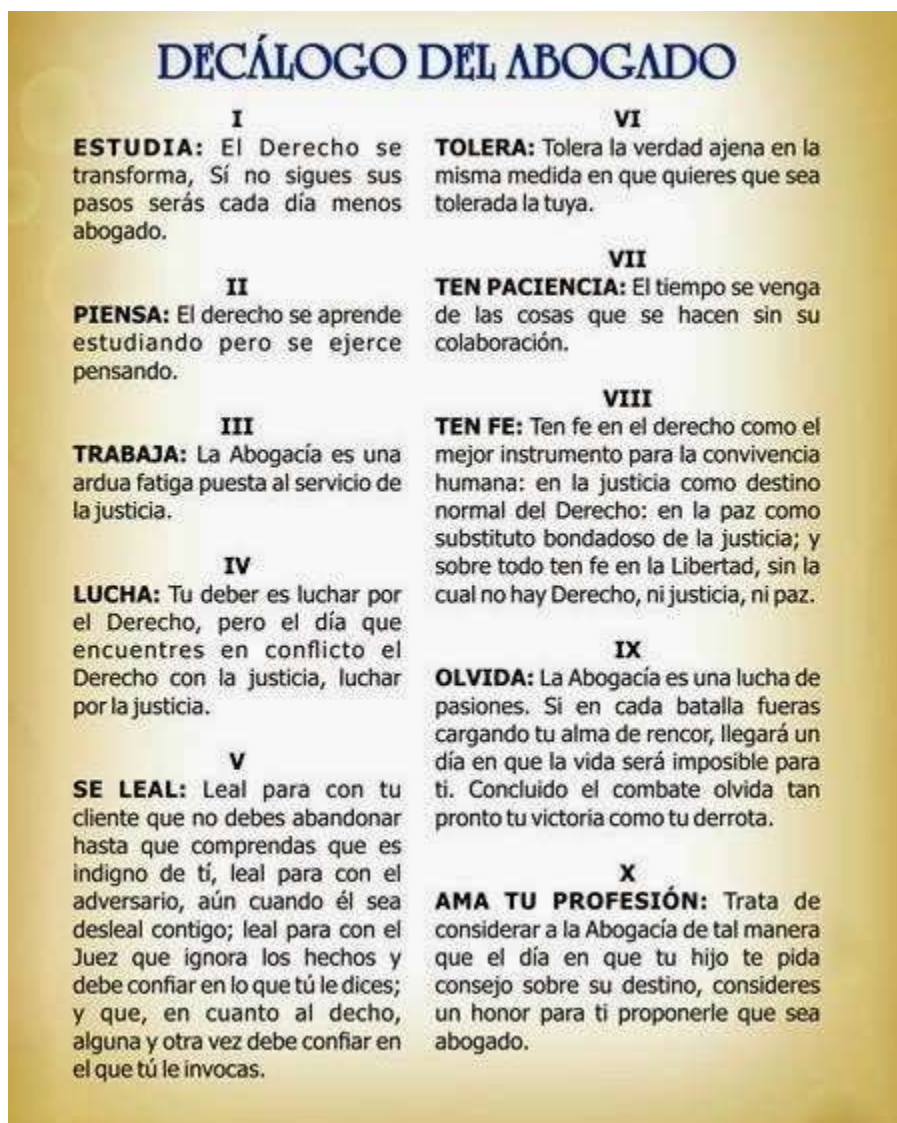 DECÁLOGO DEL ABOGADO
I
ESTUDIA: El Derecho se
transforma, Sí no sigues sus
pasos serás cada día menos
abogado.
II
PIENSA: El derecho se aprende
estudiando pero se ejerce
pensando.
III
TRABAJA: La Abogacía es una
ardua fatiga puesta al servicio de
la justicia.
IV
LUCHA: Tu deber es luchar por
el Derecho, pero el día que
encuentres en conflicto el
Derecho con la justicia, luchar
por la justicia.
V
SE LEAL: Leal para con tu
cliente que no debes abandonar
hasta que comprendas que es
indigno de tí, leal para con el
adversario, aún cuando él sea
desleal contigo; leal para con el
Juez que ignora los hechos y
debe confiar en lo que tú le dices;
y que, en cuanto al decho,
alguna y otra vez debe confiar en
el que tú le invocas.
VI
TOLERA: Tolera la verdad ajena en la
misma medida en que quieres que sea
tolerada la tuya.
VII
TEN PACIENCIA: El tiempo se venga
de las cosas que se hacen sin su
colaboración.
VIII
TEN FE: Ten fe en el derecho como el
mejor instrumento para la convivencia
humana: en la justicia como destino
normal del Derecho: en la paz como
substituto bondadoso de la justicia; y
sobre todo ten fe en la Libertad, sin la
cual no hay Derecho, ni justicia, ni paz.
IX
OLVIDA: La Abogacía es una lucha de
pasiones. Si en cada batalla fueras
cargando tu alma de rencor, llegará un
día en que la vida será imposible para
ti. Concluido el combate olvida tan
pronto tu victoria como tu derrota.
X
AMA TU PROFESIÓN: Trata de
considerar a la Abogacía de tal manera
que el día en que tu hijo te pida
consejo sobre su destino, consideres
un honor para ti proponerle que sea
abogado.